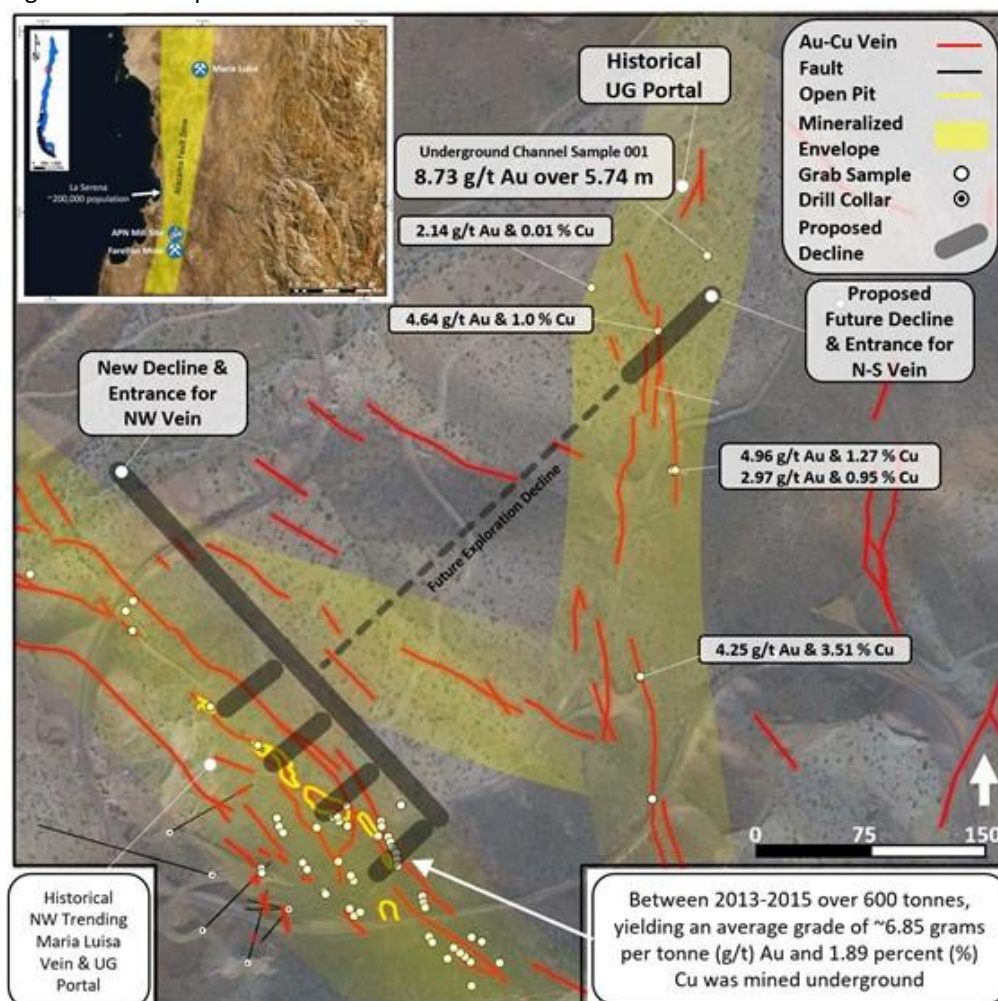 Maria Luisa
Atacama Fault Zone
La Serena
~200,000 population
APN Mill Site
Farellon Mine
Historical
UG Portal
Underground Channel Sample 001
8.73 g/t Au over 5.74 m
2.14 g/t Au & 0.01 % Cu
4.64 g/t Au & 1.0 % Cu
Au-Cu Vein
Fault
Open Pit
Mineralized
Envelope
Grab Sample
Drill Collar
Proposed
Decline
Proposed
Future Decline
& Entrance for
N-S Vein
New Decline &
Entrance for
NW Vein
Future Exploration Decline
4.96 g/t Au & 1.27 % Cu
2.97 g/t Au & 0.95 % Cu
4.25 g/t Au & 3.51 % Cu
0 75 150
Historical
NW Trending
Maria Luisa
Vein & UG
Portal
Between 2013-2015 over 600 tonnes,
yielding an average grade of ~6.85 grams
per tonne (g/t) Au and 1.89 percent (%)
Cu was mined underground